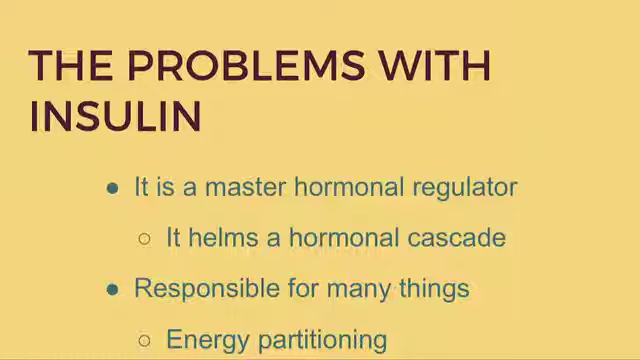 THE PROBLEMS WITH
INSULIN
● It is a master hormonal regulator
○ It helms a hormonal cascade
● Responsible for many things
○ Energy partitioning